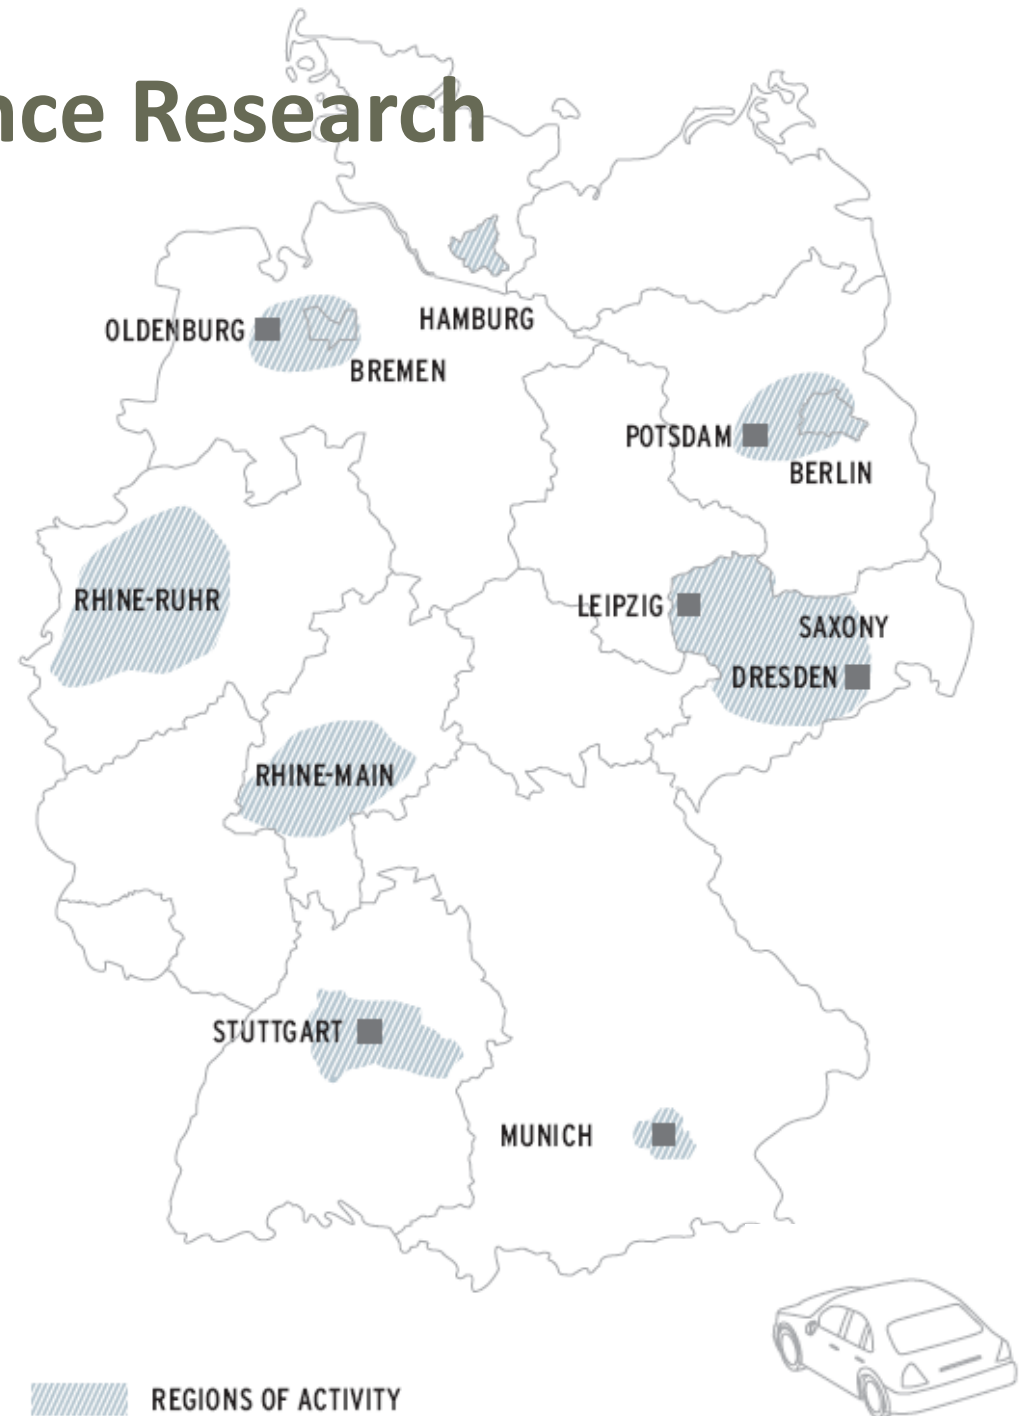 nce Research
HAMBURG
OLDENBURG
BREMEN
POTSDAM
BERLIN
RHINE-RUHR
LEIPZIG
SAXONY
DRESDEN
RHINE-MAIN
STUTTGART
MUNICH
REGIONS OF ACTIVITY